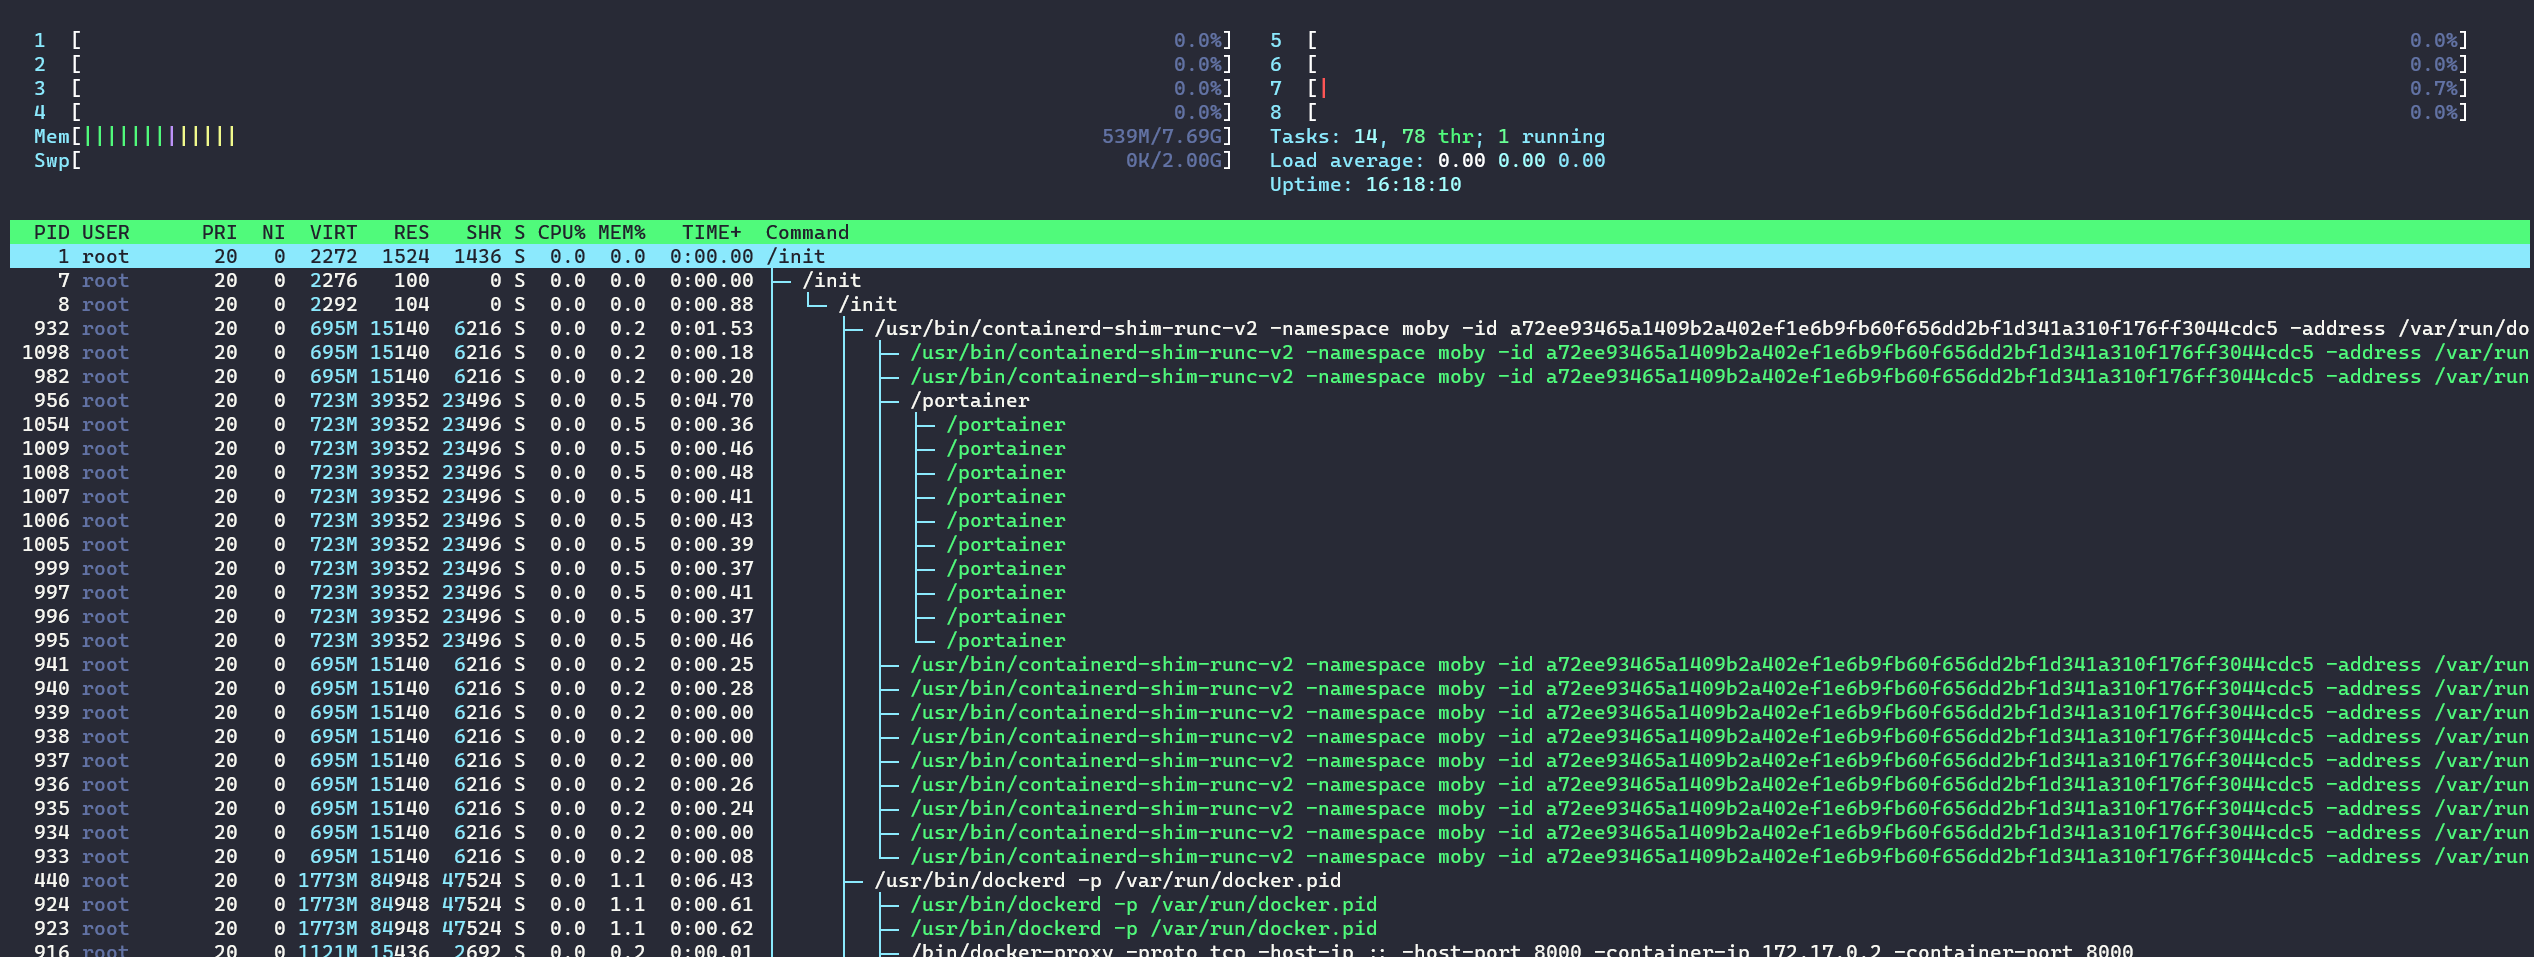 1 [ 0.0%] 5 [ 0.0%]
2 [ 0.0%] 6 [ 0.0%]
3 [ 0.0%] 7 [| 0.7%]
4 [ 0.0%] 8 [ 0.0%]
Mem[||||||||||||| 539M/7.69G] Tasks: 14, 78 thr; 1 running
Swp[ 0K/2.00G] Load average: 0.00 0.00 0.00
Uptime: 16:18:10
PID USER PRI NI VIRT RES SHR S CPU% MEM% TIME+ Command
1 root 20 0 2272 1524 1436 S 0.0 0.0 0:00.00 /init
7 root 20 0 2276 100 0 S 0.0 0.0 0:00.00 ├─ /init
8 root 20 0 2292 104 0 S 0.0 0.0 0:00.88 │ └─ /init
932 root 20 0 695M 15140 6216 S 0.0 0.2 0:01.53 │ ├─ /usr/bin/containerd-shim-runc-v2 -namespace moby -id a72ee93465a1409b2a402ef1e6b9fb60f656dd2bf1d341a310f176ff3044cdc5 -address /var/run/do
1098 root 20 0 695M 15140 6216 S 0.0 0.2 0:00.18 │ │ ├─ /usr/bin/containerd-shim-runc-v2 -namespace moby -id a72ee93465a1409b2a402ef1e6b9fb60f656dd2bf1d341a310f176ff3044cdc5 -address /var/run
982 root 20 0 695M 15140 6216 S 0.0 0.2 0:00.20 │ │ ├─ /usr/bin/containerd-shim-runc-v2 -namespace moby -id a72ee93465a1409b2a402ef1e6b9fb60f656dd2bf1d341a310f176ff3044cdc5 -address /var/run
956 root 20 0 723M 39352 23496 S 0.0 0.5 0:04.70 │ │ ├─ /portainer
1054 root 20 0 723M 39352 23496 S 0.0 0.5 0:00.36 │ │ │ ├─ /portainer
1009 root 20 0 723M 39352 23496 S 0.0 0.5 0:00.46 │ │ │ ├─ /portainer
1008 root 20 0 723M 39352 23496 S 0.0 0.5 0:00.48 │ │ │ ├─ /portainer
1007 root 20 0 723M 39352 23496 S 0.0 0.5 0:00.41 │ │ │ ├─ /portainer
1006 root 20 0 723M 39352 23496 S 0.0 0.5 0:00.43 │ │ │ ├─ /portainer
1005 root 20 0 723M 39352 23496 S 0.0 0.5 0:00.39 │ │ │ ├─ /portainer
999 root 20 0 723M 39352 23496 S 0.0 0.5 0:00.37 │ │ │ ├─ /portainer
997 root 20 0 723M 39352 23496 S 0.0 0.5 0:00.41 │ │ │ ├─ /portainer
996 root 20 0 723M 39352 23496 S 0.0 0.5 0:00.37 │ │ │ ├─ /portainer
995 root 20 0 723M 39352 23496 S 0.0 0.5 0:00.46 │ │ │ └─ /portainer
941 root 20 0 695M 15140 6216 S 0.0 0.2 0:00.25 │ │ ├─ /usr/bin/containerd-shim-runc-v2 -namespace moby -id a72ee93465a1409b2a402ef1e6b9fb60f656dd2bf1d341a310f176ff3044cdc5 -address /var/run
940 root 20 0 695M 15140 6216 S 0.0 0.2 0:00.28 │ │ ├─ /usr/bin/containerd-shim-runc-v2 -namespace moby -id a72ee93465a1409b2a402ef1e6b9fb60f656dd2bf1d341a310f176ff3044cdc5 -address /var/run
939 root 20 0 695M 15140 6216 S 0.0 0.2 0:00.00 │ │ ├─ /usr/bin/containerd-shim-runc-v2 -namespace moby -id a72ee93465a1409b2a402ef1e6b9fb60f656dd2bf1d341a310f176ff3044cdc5 -address /var/run
938 root 20 0 695M 15140 6216 S 0.0 0.2 0:00.00 │ │ ├─ /usr/bin/containerd-shim-runc-v2 -namespace moby -id a72ee93465a1409b2a402ef1e6b9fb60f656dd2bf1d341a310f176ff3044cdc5 -address /var/run
937 root 20 0 695M 15140 6216 S 0.0 0.2 0:00.00 │ │ ├─ /usr/bin/containerd-shim-runc-v2 -namespace moby -id a72ee93465a1409b2a402ef1e6b9fb60f656dd2bf1d341a310f176ff3044cdc5 -address /var/run
936 root 20 0 695M 15140 6216 S 0.0 0.2 0:00.26 │ │ ├─ /usr/bin/containerd-shim-runc-v2 -namespace moby -id a72ee93465a1409b2a402ef1e6b9fb60f656dd2bf1d341a310f176ff3044cdc5 -address /var/run
935 root 20 0 695M 15140 6216 S 0.0 0.2 0:00.24 │ │ ├─ /usr/bin/containerd-shim-runc-v2 -namespace moby -id a72ee93465a1409b2a402ef1e6b9fb60f656dd2bf1d341a310f176ff3044cdc5 -address /var/run
934 root 20 0 695M 15140 6216 S 0.0 0.2 0:00.00 │ │ ├─ /usr/bin/containerd-shim-runc-v2 -namespace moby -id a72ee93465a1409b2a402ef1e6b9fb60f656dd2bf1d341a310f176ff3044cdc5 -address /var/run
933 root 20 0 695M 15140 6216 S 0.0 0.2 0:00.08 │ │ └─ /usr/bin/containerd-shim-runc-v2 -namespace moby -id a72ee93465a1409b2a402ef1e6b9fb60f656dd2bf1d341a310f176ff3044cdc5 -address /var/run
440 root 20 0 1773M 84948 47524 S 0.0 1.1 0:06.43 │ ├─ /usr/bin/dockerd -p /var/run/docker.pid
924 root 20 0 1773M 84948 47524 S 0.0 1.1 0:00.61 │ │ ├─ /usr/bin/dockerd -p /var/run/docker.pid
923 root 20 0 1773M 84948 47524 S 0.0 1.1 0:00.62 │ │ ├─ /usr/bin/dockerd -p /var/run/docker.pid
916 root 20 0 1121M 15436 2692 S 0.0 0.2 0:00.01 │ │ ├─ /bin/docker-proxy -proto tcp -host-ip :: -host-port 8000 -container-ip 172.17.0.2 -container-port 8000